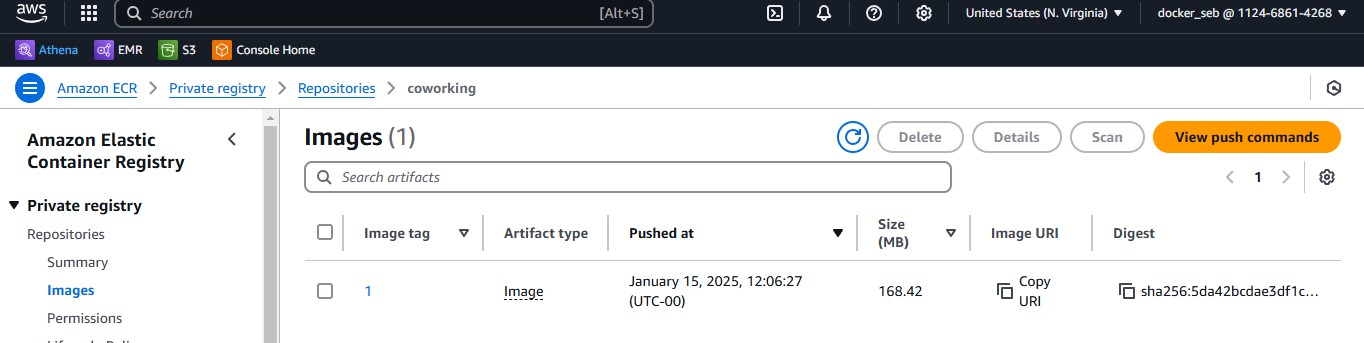 aws
Search [Alt+S] United States (N. Virginia) docker_seb @ 1124-6861-4268
Athena EMR S3 Console Home
Amazon ECR Private registry Repositories coworking
Amazon Elastic
Container Registry
Private registry
Repositories
Summary
Images
Permissions
Images (1) Delete Details Scan View push commands
Search artifacts 1
Image tag Artifact type Pushed at Size
(MB) Image URI Digest
1 Image January 15, 2025, 12:06:27
(UTC-00) 168.42 Copy
URI sha256:5da42bcdae3df1c...